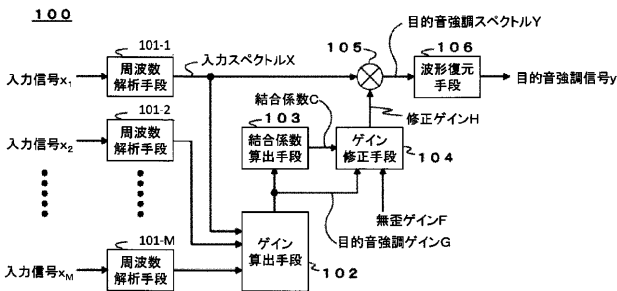 100
目的音強調スペクトルY
101-1
入力スペクトルX
105
106
入力信号x1
周波数
解析手段
波形復元
手段
目的音強調信号y
101-2
結合係数C
103
修正ゲインH
入力信号x2
周波数
解析手段
結合係数
算出手段
ゲイン
修正手段
104
無歪ゲインF
101-M
目的音強調ゲインG
入力信号xM
周波数
解析手段
ゲイン
算出手段
102